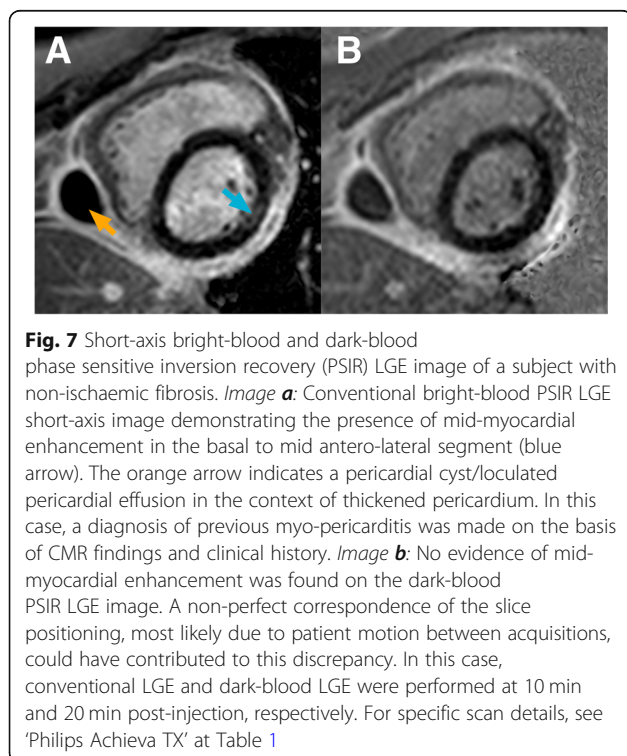 A B
Fig. 7 Short-axis bright-blood and dark-blood
phase sensitive inversion recovery (PSIR) LGE image of a subject with
non-ischaemic fibrosis. Image a: Conventional bright-blood PSIR LGE
short-axis image demonstrating the presence of mid-myocardial
enhancement in the basal to mid antero-lateral segment (blue
arrow). The orange arrow indicates a pericardial cyst/loculated
pericardial effusion in the context of thickened pericardium. In this
case, a diagnosis of previous myo-pericarditis was made on the basis
of CMR findings and clinical history. Image b: No evidence of mid-
myocardial enhancement was found on the dark-blood
PSIR LGE image. A non-perfect correspondence of the slice
positioning, most likely due to patient motion between acquisitions,
could have contributed to this discrepancy. In this case,
conventional LGE and dark-blood LGE were performed at 10 min
and 20 min post-injection, respectively. For specific scan details, see
'Philips Achieva TX' at Table 1